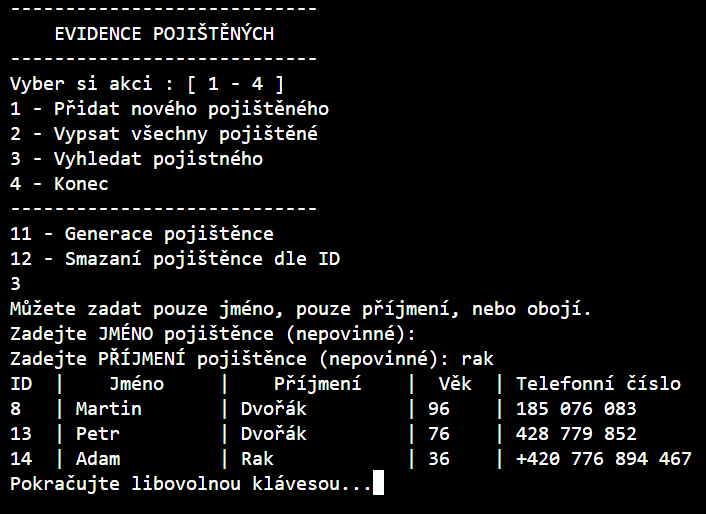 ----------------------------
EVIDENCE POJIŠTĚNÝCH
----------------------------
Vyber si akci : [ 1 - 4 ]
1 - Přidat nového pojištěného
2 - Vypsat všechny pojištěné
3 - Vyhledat pojistného
4 - Konec
----------------------------
11 - Generace pojištěnce
12 - Smazaní pojištěnce dle ID
3
Můžete zadat pouze jméno, pouze příjmení, nebo obojí.
Zadejte JMÉNO pojištěnce (nepovinné):
Zadejte PŘÍJMENÍ pojištěnce (nepovinné): rak
ID | Jméno | Příjmení | Věk | Telefonní číslo
8 | Martin | Dvořák | 96 | 185 076 083
13 | Petr | Dvořák | 76 | 428 779 852
14 | Adam | Rak | 36 | +420 776 894 467
Pokračujte libovolnou klávesou...